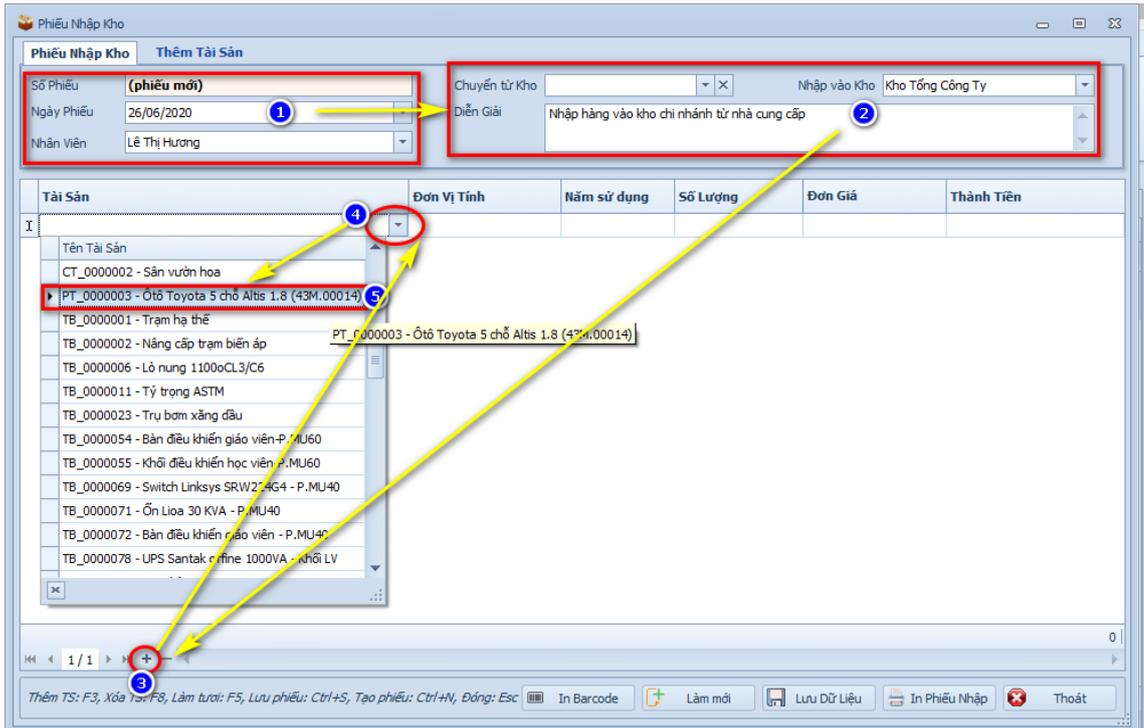 Phiếu Nhập Kho
Phiếu Nhập Kho Thêm Tài Sản
Số Phiếu (phiếu mới)
Ngày Phiếu 26/06/2020 1
Nhân Viên Lê Thị Hương
Chuyển từ Kho Nhập vào Kho Kho Tổng Công Ty
Diễn Giải Nhập hàng vào kho chi nhánh từ nhà cung cấp 2
Tài Sản Đơn Vị Tính Năm sử dụng Số Lượng Đơn Giá Thành Tiền
4
Tên Tài Sản
CT_0000002 - Sân vườn hoa
PT_0000003 - Ôtô Toyota 5 chỗ Altis 1.8 (43M.00014) 5
TB_0000001 - Trạm hạ thế
PT_0000003 - Ôtô Toyota 5 chỗ Altis 1.8 (43M.00014)
TB_0000002 - Nâng cấp trạm biến áp
TB_0000006 - Lò nung 1100oCL3/C6
TB_0000011 - Tỷ trọng ASTM
TB_0000023 - Trụ bơm xăng dầu
TB_0000054 - Bàn điều khiển giáo viên-P.MU60
TB_0000055 - Khối điều khiển học viên-P.MU60
TB_0000069 - Switch Linksys SRW224G4 - P.MU40
TB_0000071 - Ổn Lioa 30 KVA - P.MU40
TB_0000072 - Bàn điều khiển giáo viên - P.MU40
TB_0000078 - UPS Santak offine 1000VA - Khối LV
0
1 / 1
3
Thêm TS: F3, Xóa TS: F8, Làm tươi: F5, Lưu phiếu: Ctrl+S, Tạo phiếu: Ctrl+N, Đóng: Esc In Barcode Làm mới Lưu Dữ Liệu In Phiếu Nhập Thoát